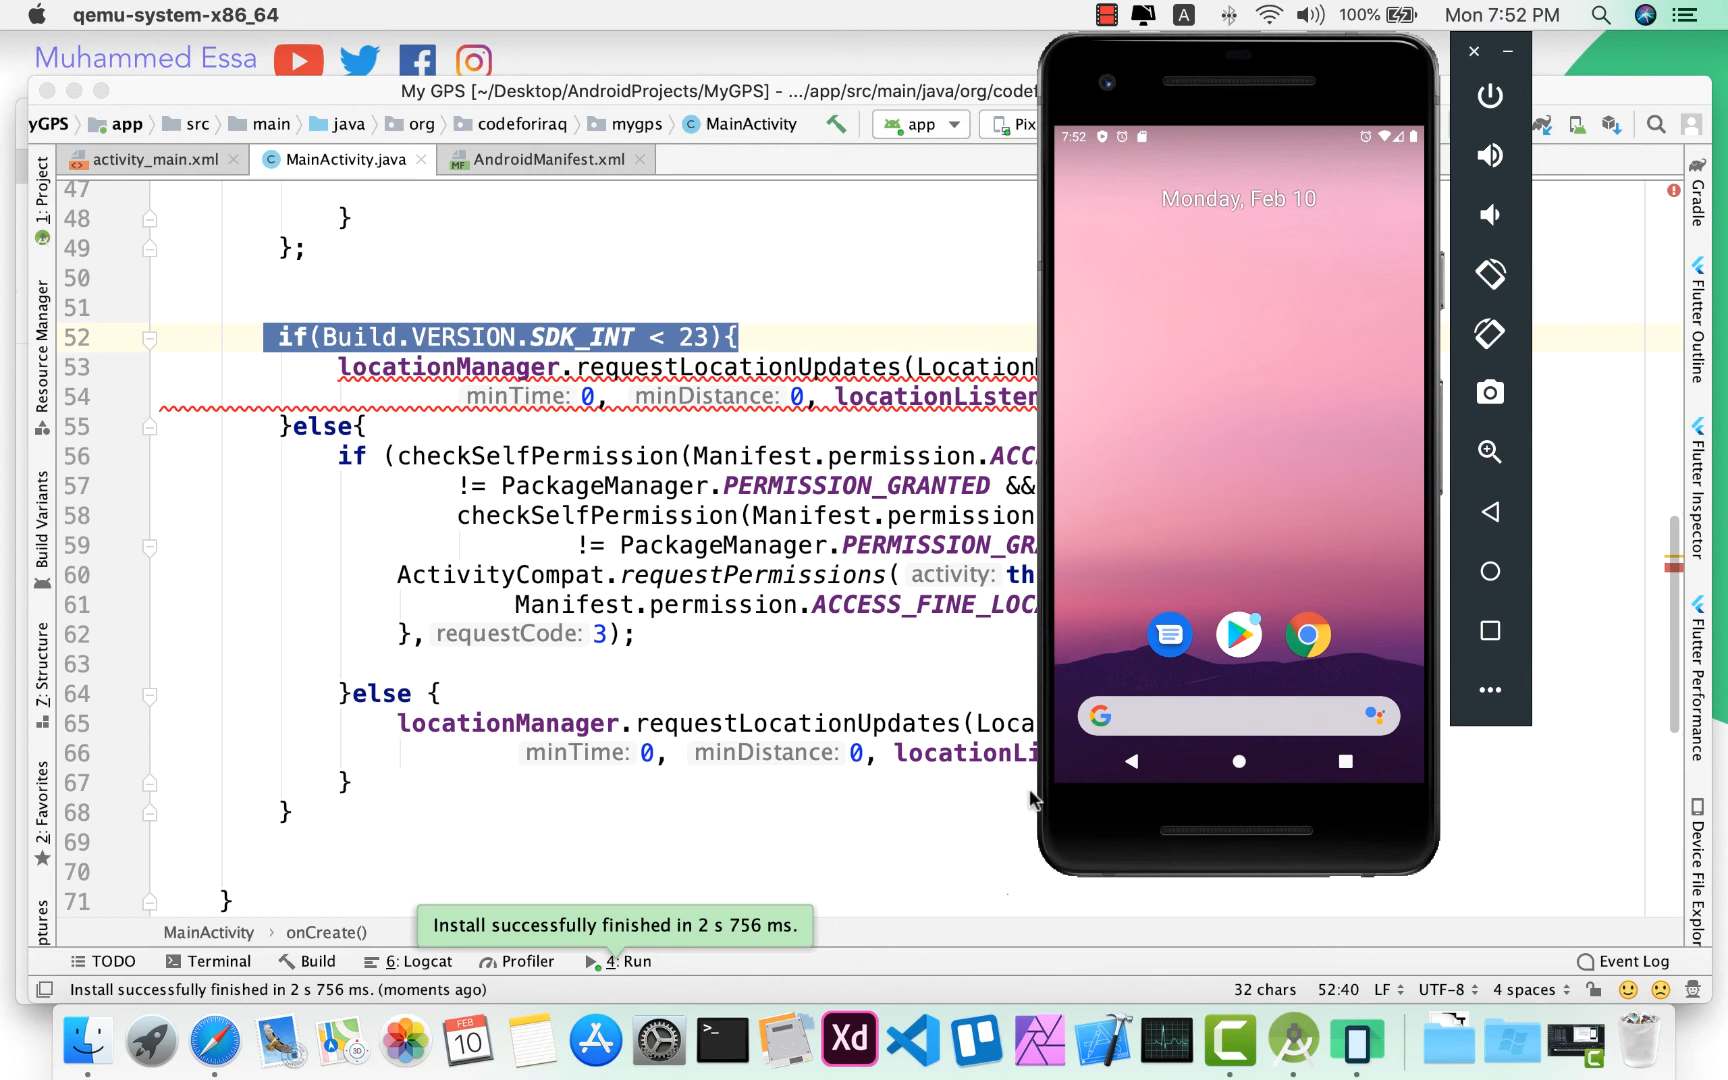 qemu-system-x86_64
A
100%
Mon 7:52 PM
Muhammed Essa
My GPS [~/Desktop/AndroidProjects/MyGPS] - .../app/src/main/java/org/codef
yGPS
app
src
main
java
org
codeforiraq
mygps
MainActivity
app
Pix
activity_main.xml
MainActivity.java
AndroidManifest.xml
47
48 }
49 };
50
51
52 if(Build.VERSION.SDK_INT < 23){
53 locationManager.requestLocationUpdates(Location
54 minTime: 0, minDistance: 0, locationListen
55 }else{
56 if (checkSelfPermission(Manifest.permission.ACC
57 != PackageManager.PERMISSION_GRANTED &&
58 checkSelfPermission(Manifest.permission
59 != PackageManager.PERMISSION_GR
60 ActivityCompat.requestPermissions( activity: th
61 Manifest.permission.ACCESS_FINE_LOC
62 }, requestCode: 3);
63
64 }else {
65 locationManager.requestLocationUpdates(Loca
66 minTime: 0, minDistance: 0, locationLi
67 }
68 }
69
70
71 }
1: Project
Resource Manager
Build Variants
7: Structure
2: Favorites
ptures
7:52
Monday, Feb 10
Gradle
Flutter Outline
Flutter Inspector
Flutter Performance
Device File Explor
MainActivity
onCreate()
Install successfully finished in 2 s 756 ms.
TODO
Terminal
Build
6: Logcat
Profiler
4: Run
Event Log
Install successfully finished in 2 s 756 ms. (moments ago)
32 chars
52:40
LF
UTF-8
4 spaces
FEB
10
3D
Xd